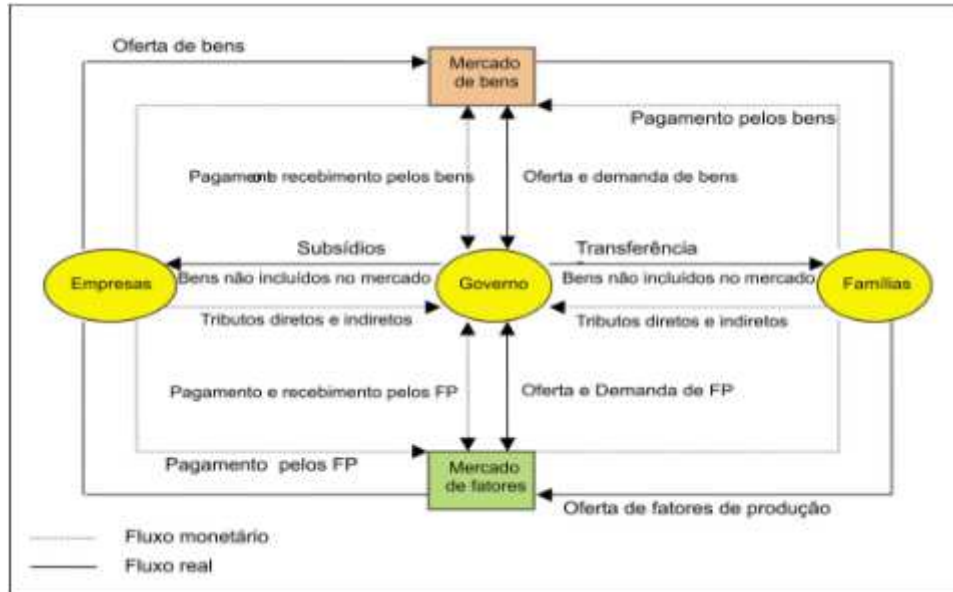 Oferta de bens
Mercado
de bens
Pagamento pelos bens
Pagamente recebimento pelos bens
Oferta e demanda de bens
Subsídios
Transferência
Empresas
Bens não incluídos no mercado
Governo
Bens não incluídos no mercado
Famílias
Tributos diretos e indiretos
Tributos diretos e indiretos
Pagamento e recebimento pelos FP
Oferta e Demanda de FP
Pagamento pelos FP
Mercado
de fatores
Oferta de fatores de produção
Fluxo monetário
Fluxo real